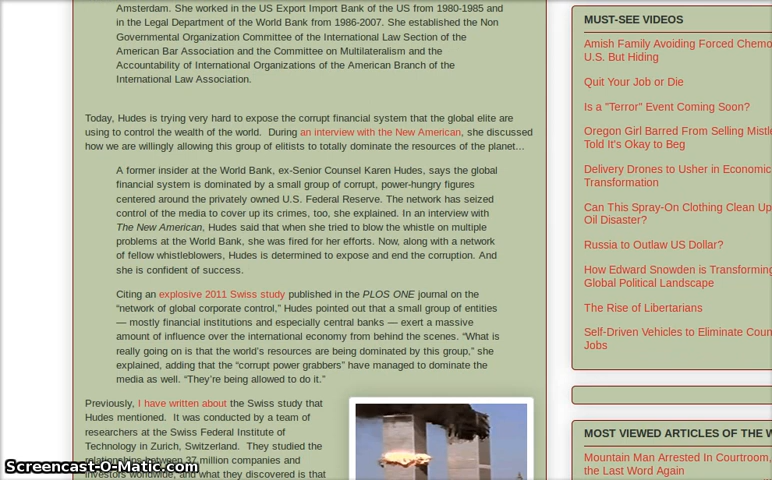 Amsterdam. She worked in the US Export Import Bank of the US from 1980-1985 and
in the Legal Department of the World Bank from 1986-2007. She established the Non
Governmental Organization Committee of the International Law Section of the
American Bar Association and the Committee on Multilateralism and the
Accountability of International Organizations of the American Branch of the
International Law Association.
Today, Hudes is trying very hard to expose the corrupt financial system that the global elite are
using to control the wealth of the world. During an interview with the New American, she discussed
how we are willingly allowing this group of elitists to totally dominate the resources of the planet...
A former insider at the World Bank, ex-Senior Counsel Karen Hudes, says the global
financial system is dominated by a small group of corrupt, power-hungry figures
centered around the privately owned U.S. Federal Reserve. The network has seized
control of the media to cover up its crimes, too, she explained. In an interview with
The New American, Hudes said that when she tried to blow the whistle on multiple
problems at the World Bank, she was fired for her efforts. Now, along with a network
of fellow whistleblowers, Hudes is determined to expose and end the corruption. And
she is confident of success.
Citing an explosive 2011 Swiss study published in the PLOS ONE journal on the
“network of global corporate control,” Hudes pointed out that a small group of entities
— mostly financial institutions and especially central banks — exert a massive
amount of influence over the international economy from behind the scenes. “What is
really going on is that the world’s resources are being dominated by this group,” she
explained, adding that the “corrupt power grabbers” have managed to dominate the
media as well. “They’re being allowed to do it.”
Previously, I have written about the Swiss study that
Hudes mentioned. It was conducted by a team of
researchers at the Swiss Federal Institute of
Technology in Zurich, Switzerland. They studied the
relationships between 37 million companies and
investors worldwide, and what they discovered is that
Screencast-O-Matic.com
MUST-SEE VIDEOS
Amish Family Avoiding Forced Chemo
U.S. But Hiding
Quit Your Job or Die
Is a "Terror" Event Coming Soon?
Oregon Girl Barred From Selling Mistle
Told It's Okay to Beg
Delivery Drones to Usher in Economic
Transformation
Can This Spray-On Clothing Clean Up
Oil Disaster?
Russia to Outlaw US Dollar?
How Edward Snowden is Transforming
Global Political Landscape
The Rise of Libertarians
Self-Driven Vehicles to Eliminate Coun
Jobs
MOST VIEWED ARTICLES OF THE W
Mountain Man Arrested In Courtroom,
the Last Word Again